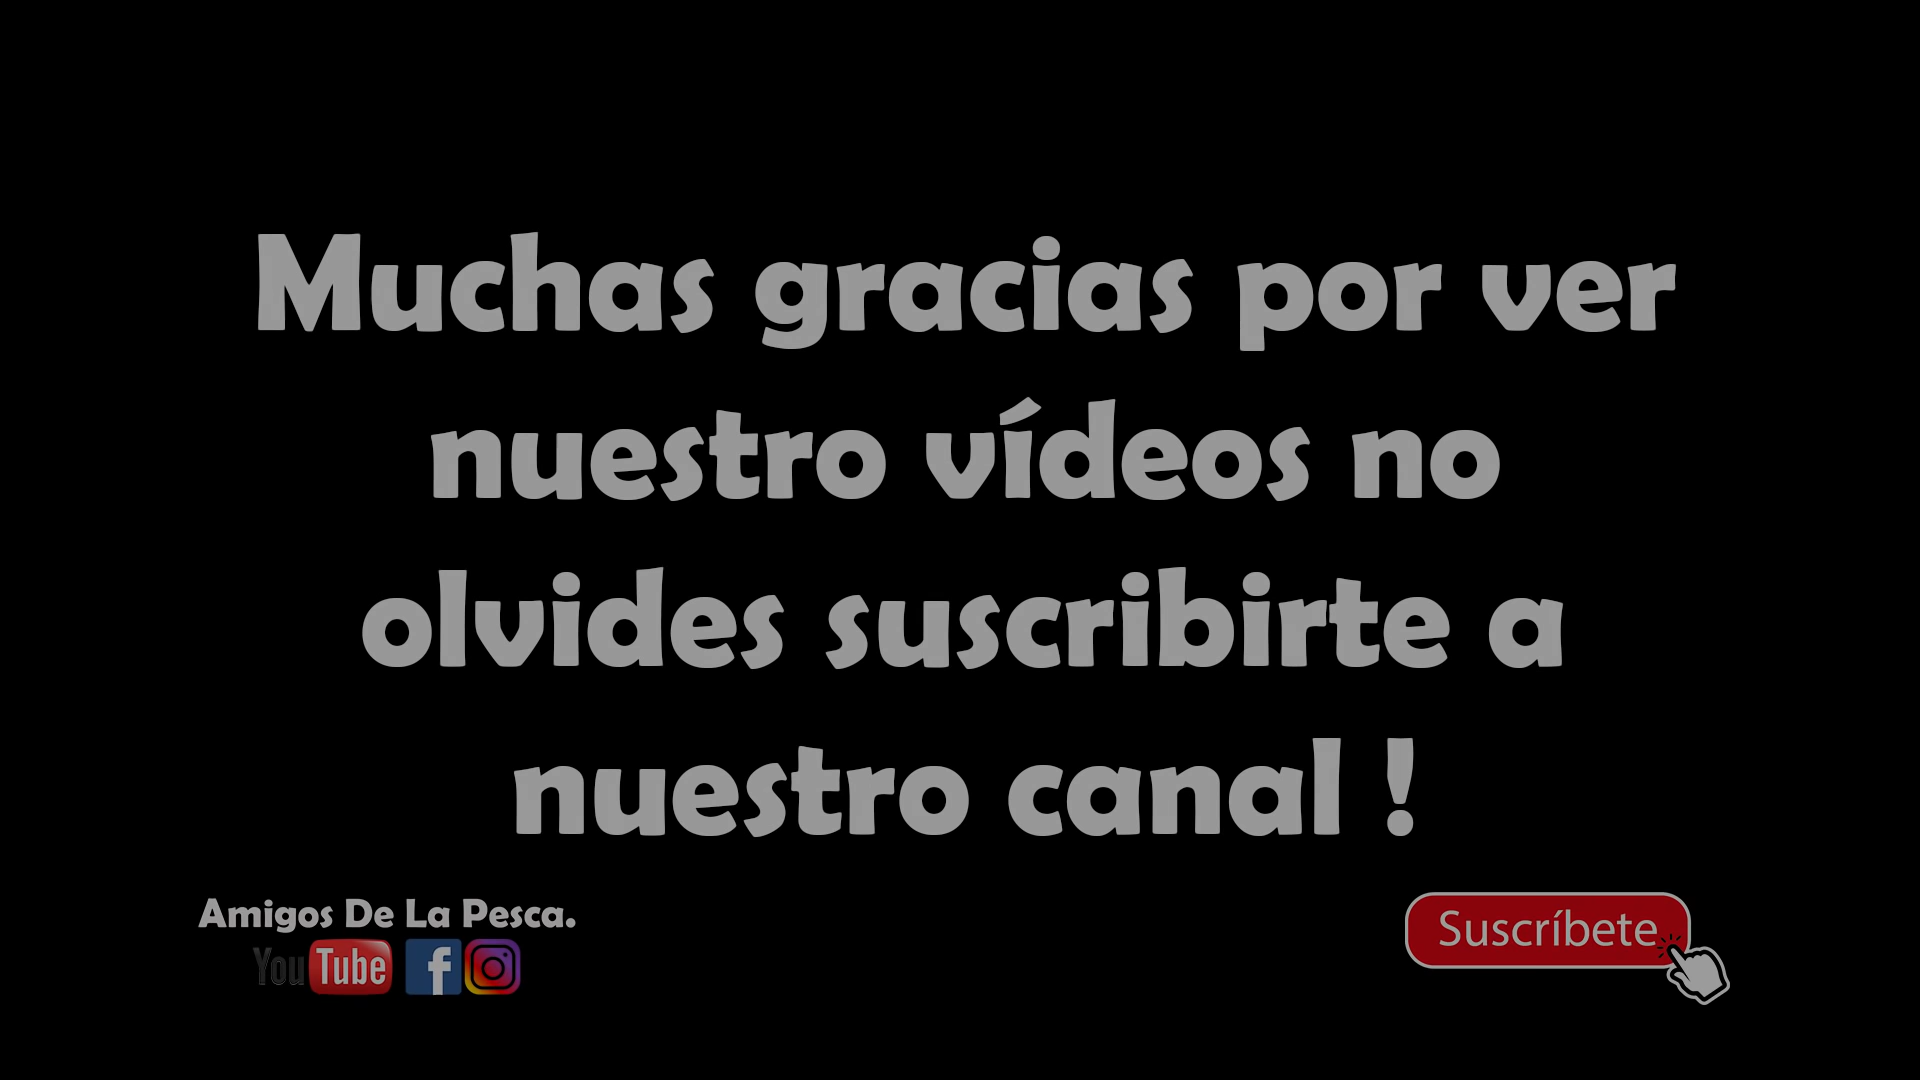 Muchas gracias por ver
nuestro vídeos no
olvides suscribirte a
nuestro canal !
Amigos De La Pesca.
YouTube f
Suscríbete